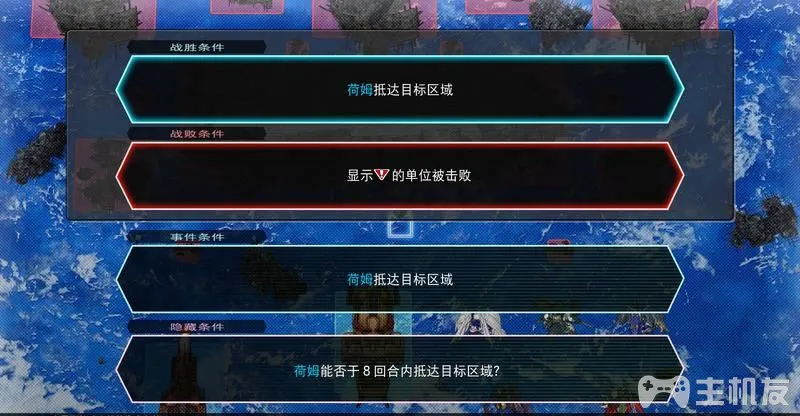 战胜条件
荷姆抵达目标区域
战败条件
显示!的单位被击败
事件条件
荷姆抵达目标区域
隐藏条件
荷姆能否于8回合内抵达目标区域?
主机友